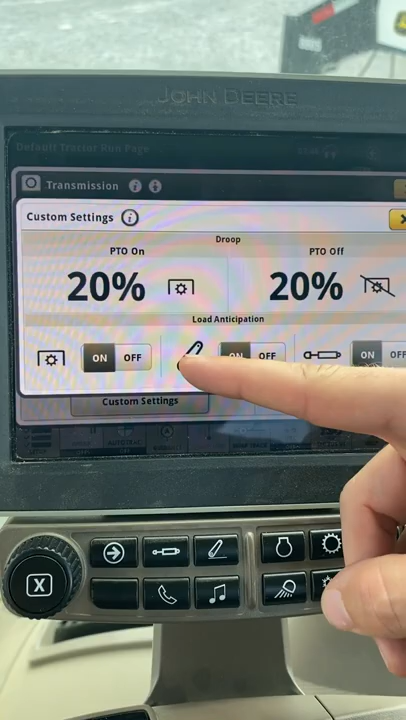 JOHN DEERE
Default Tractor Run Page
Transmission
Custom Settings
Droop
PTO On
PTO Off
20%
20%
Load Anticipation
ON OFF
ON OFF
ON OFF
Custom Settings
X